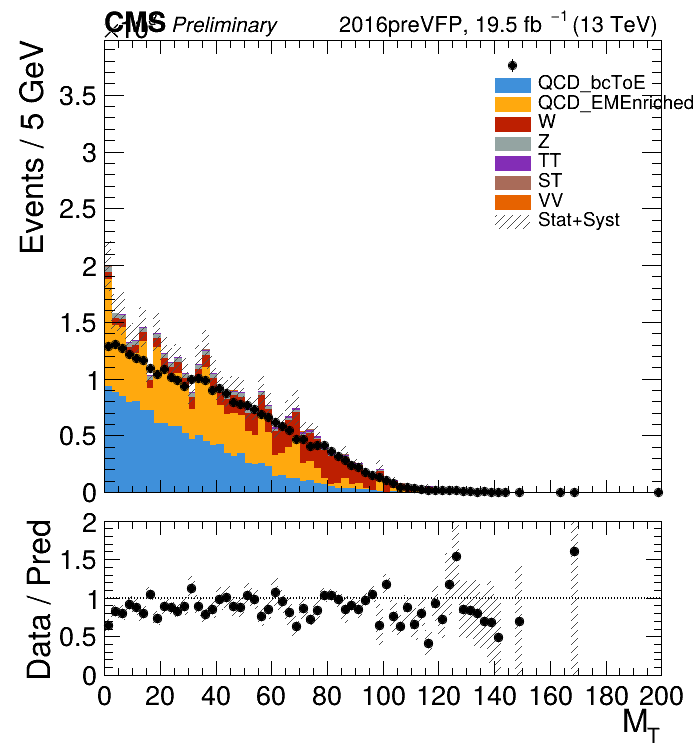 CMS Preliminary 2016preVFP, 19.5 fb⁻¹ (13 TeV)
Events / 5 GeV
3.5
3
2.5
2
1.5
1
0.5
0
QCD_bcToE
QCD_EMEnriched
W
Z
TT
ST
VV
Stat+Syst
Data / Pred
2
1.5
1
0.5
0
0 20 40 60 80 100 120 140 160 180 200
M_T